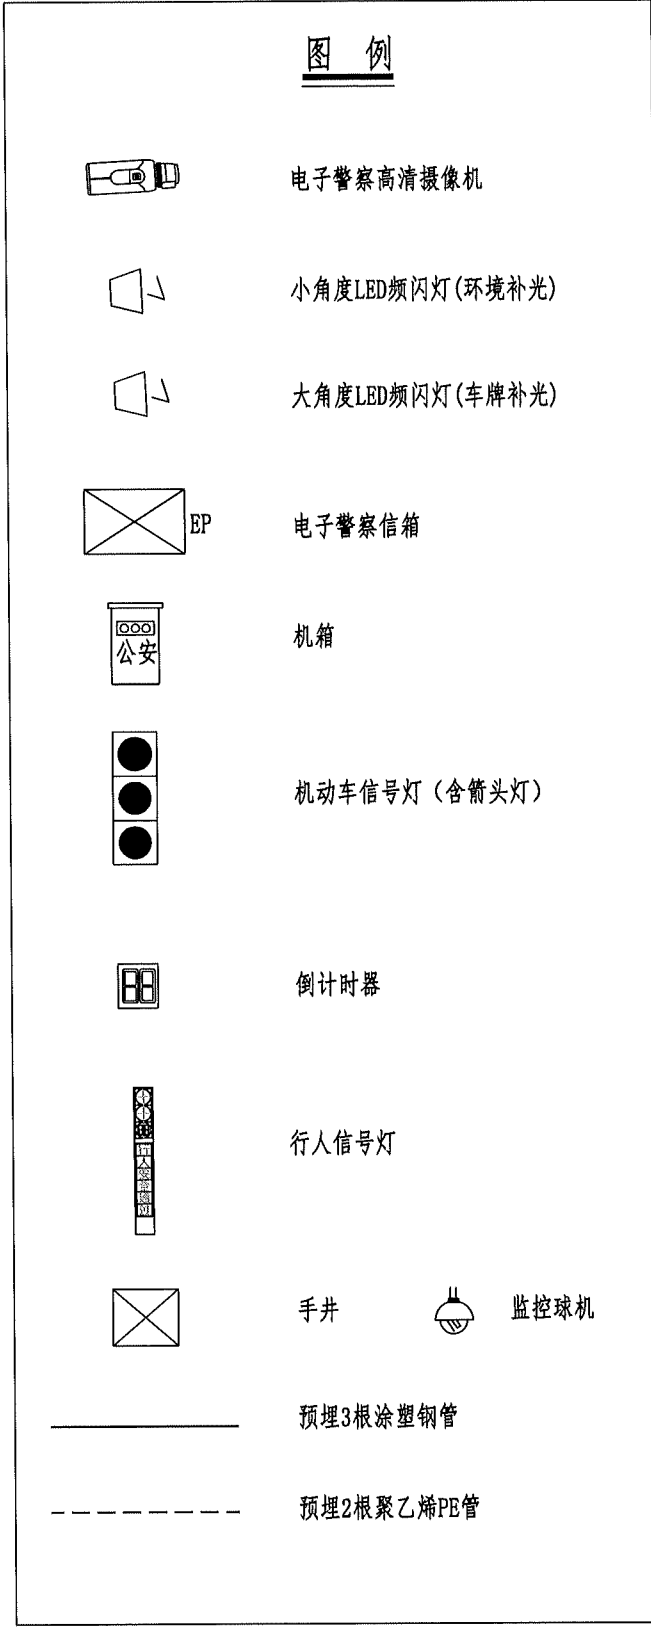 图 例
电子警察高清摄像机
小角度LED频闪灯(环境补光)
大角度LED频闪灯(车牌补光)
EP
电子警察信箱
公安
机箱
机动车信号灯（含箭头灯）
倒计时器
行人信号灯
手井
监控球机
预埋3根涂塑钢管
预埋2根聚乙烯PE管